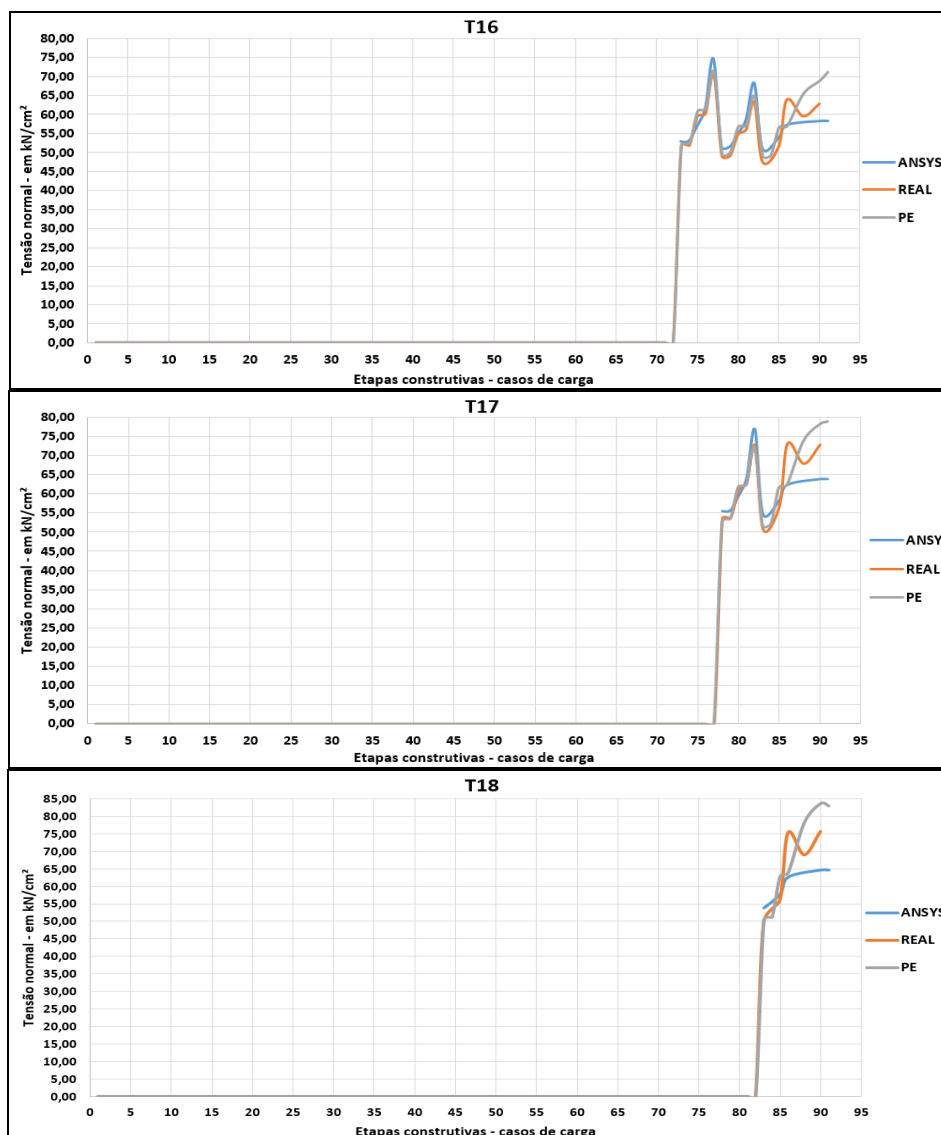 T16
80,00
75,00
70,00
65,00
60,00
55,00
50,00
45,00
40,00
35,00
30,00
25,00
20,00
15,00
10,00
5,00
0,00
Tensão normal - em kN/cm²
0 5 10 15 20 25 30 35 40 45 50 55 60 65 70 75 80 85 90 95
Etapas construtivas - casos de carga
ANSYS
REAL
PE
T17
80,00
75,00
70,00
65,00
60,00
55,00
50,00
45,00
40,00
35,00
30,00
25,00
20,00
15,00
10,00
5,00
0,00
Tensão normal - em kN/cm²
0 5 10 15 20 25 30 35 40 45 50 55 60 65 70 75 80 85 90 95
Etapas construtivas - casos de carga
ANSYS
REAL
PE
T18
85,00
80,00
75,00
70,00
65,00
60,00
55,00
50,00
45,00
40,00
35,00
30,00
25,00
20,00
15,00
10,00
5,00
0,00
Tensão normal - em kN/cm²
0 5 10 15 20 25 30 35 40 45 50 55 60 65 70 75 80 85 90 95
Etapas construtivas - casos de carga
ANSYS
REAL
PE